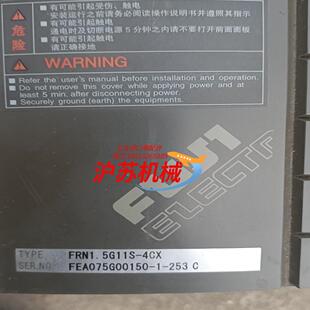 危险
有可能引起受伤、触电
安装运行之前请务必阅读操作说明书并遵照其指示
有可能引起触电
通电时及切断电源5分钟之内请不要打开前面面板
有可能引起触电
请正确接地
WARNING
Refer the user's manual before installation and operation.
Do not remove this cover while applying power and at
least 5 min. after disconnecting power.
Securely ground (earth) the equipments.
沪苏机械
FUJI
ELECTR
TYPE FRN1.5G11S-4CX
SER.NO FEA075G00150-1-253 C